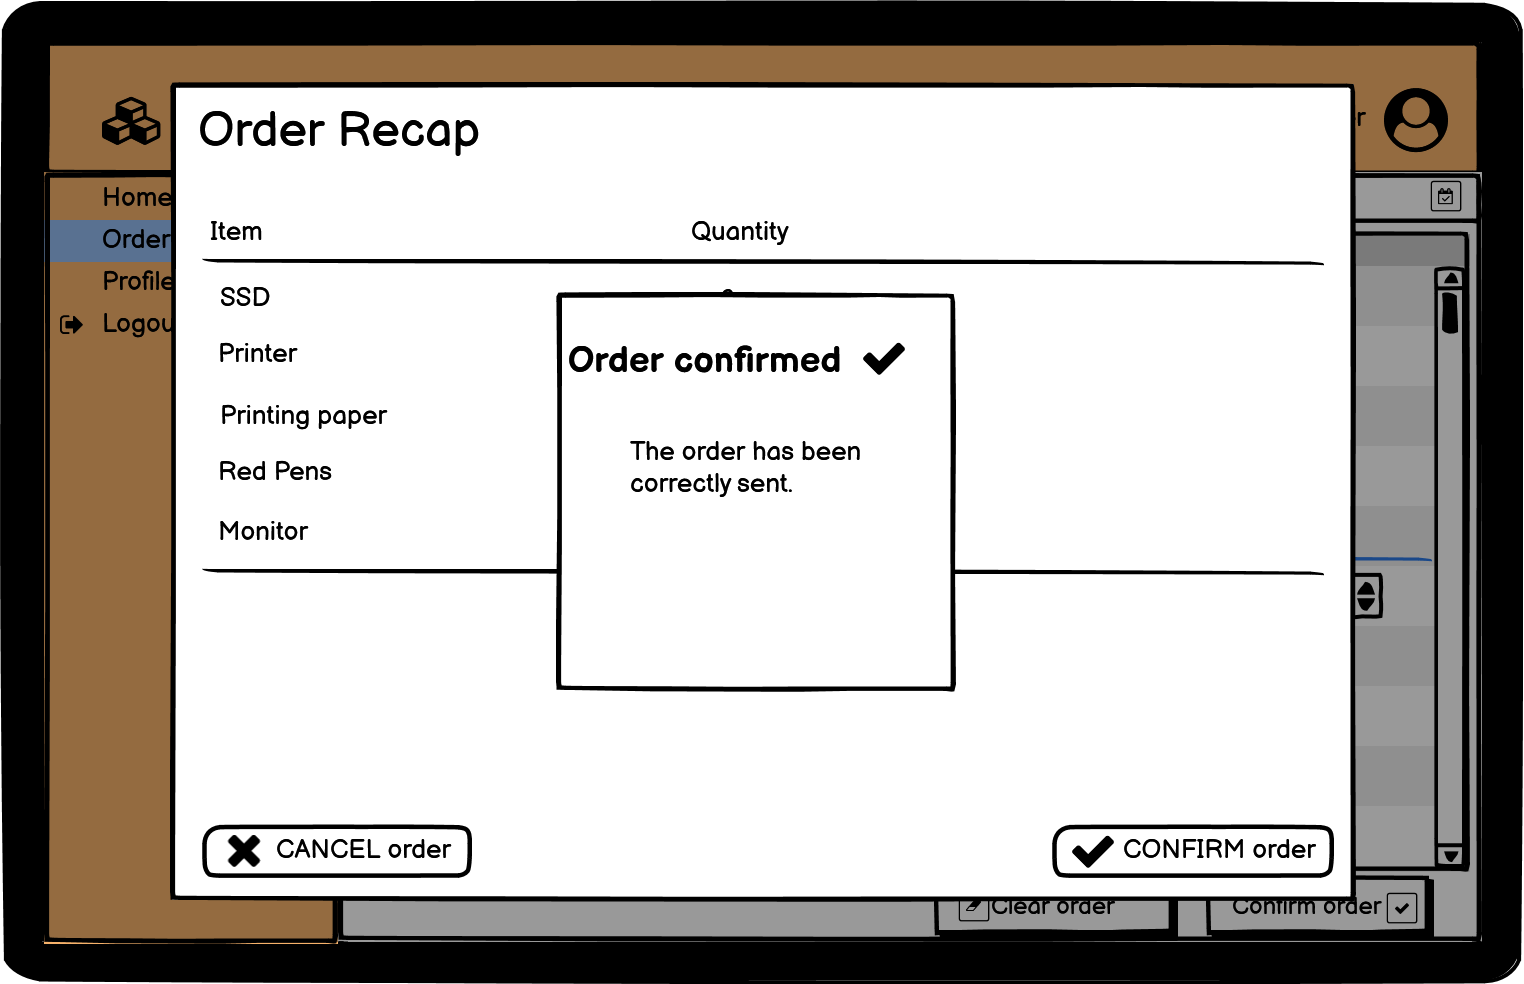 Order Recap
Home
Order
Profile
Item Quantity
SSD
Printer
Printing paper
Red Pens
Monitor
Order confirmed
The order has been
correctly sent.
CANCEL order
CONFIRM order
Clear order
Confirm order